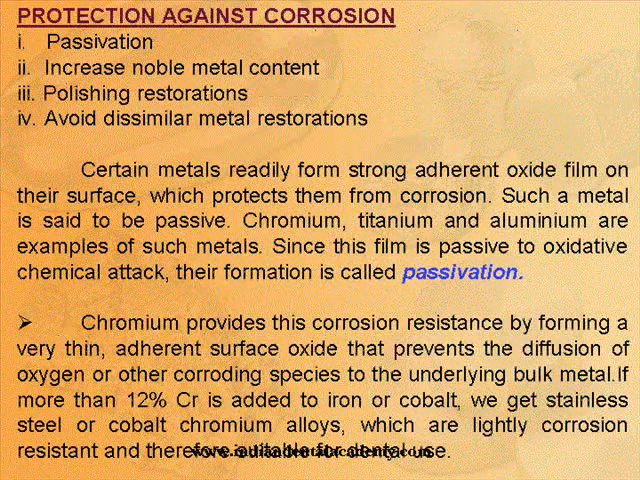 PROTECTION AGAINST CORROSION
i. Passivation
ii. Increase noble metal content
iii. Polishing restorations
iv. Avoid dissimilar metal restorations
Certain metals readily form strong adherent oxide film on
their surface, which protects them from corrosion. Such a metal
is said to be passive. Chromium, titanium and aluminium are
examples of such metals. Since this film is passive to oxidative
chemical attack, their formation is called passivation.
➢ Chromium provides this corrosion resistance by forming a
very thin, adherent surface oxide that prevents the diffusion of
oxygen or other corroding species to the underlying bulk metal.If
more than 12% Cr is added to iron or cobalt, we get stainless
steel or cobalt chromium alloys, which are lightly corrosion
resistant and therefore suitable for dental use.
www.indiandentalacademy.com